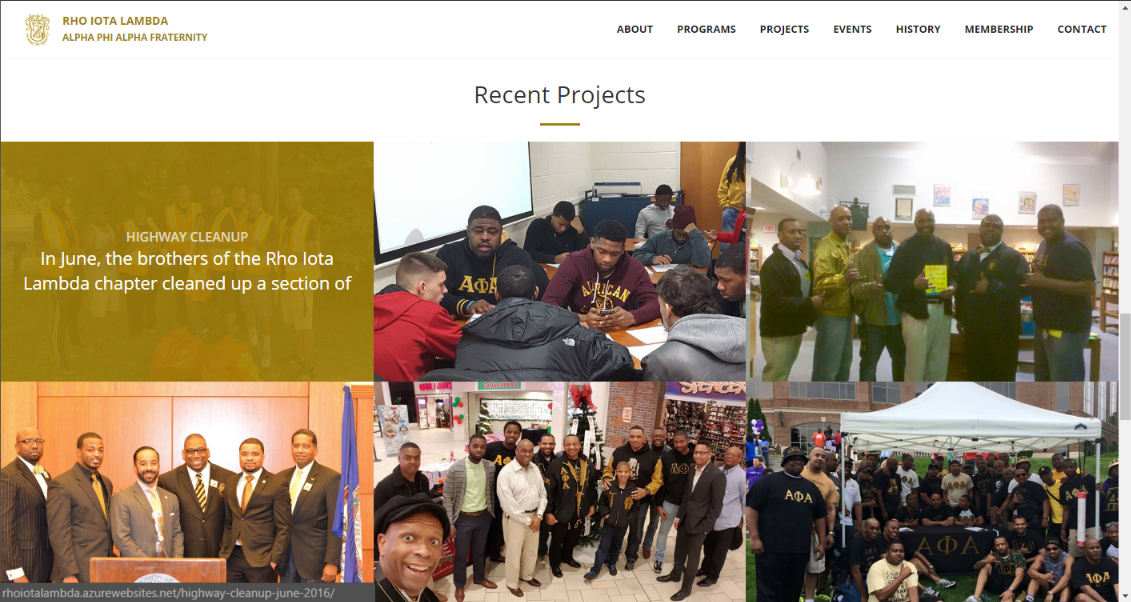 RHO IOTA LAMBDA
ALPHA PHI ALPHA FRATERNITY
ABOUT PROGRAMS PROJECTS EVENTS HISTORY MEMBERSHIP CONTACT
Recent Projects
HIGHWAY CLEANUP
In June, the brothers of the Rho Iota
Lambda chapter cleaned up a section of
ΑΦΑ
AFRICAN
SPENCER
ΑΦΑ
ΑΦΑ
ΑΦΑ
ΑΦΑ
rhoiotalambda.azurewebsites.net/highway-cleanup-june-2016/